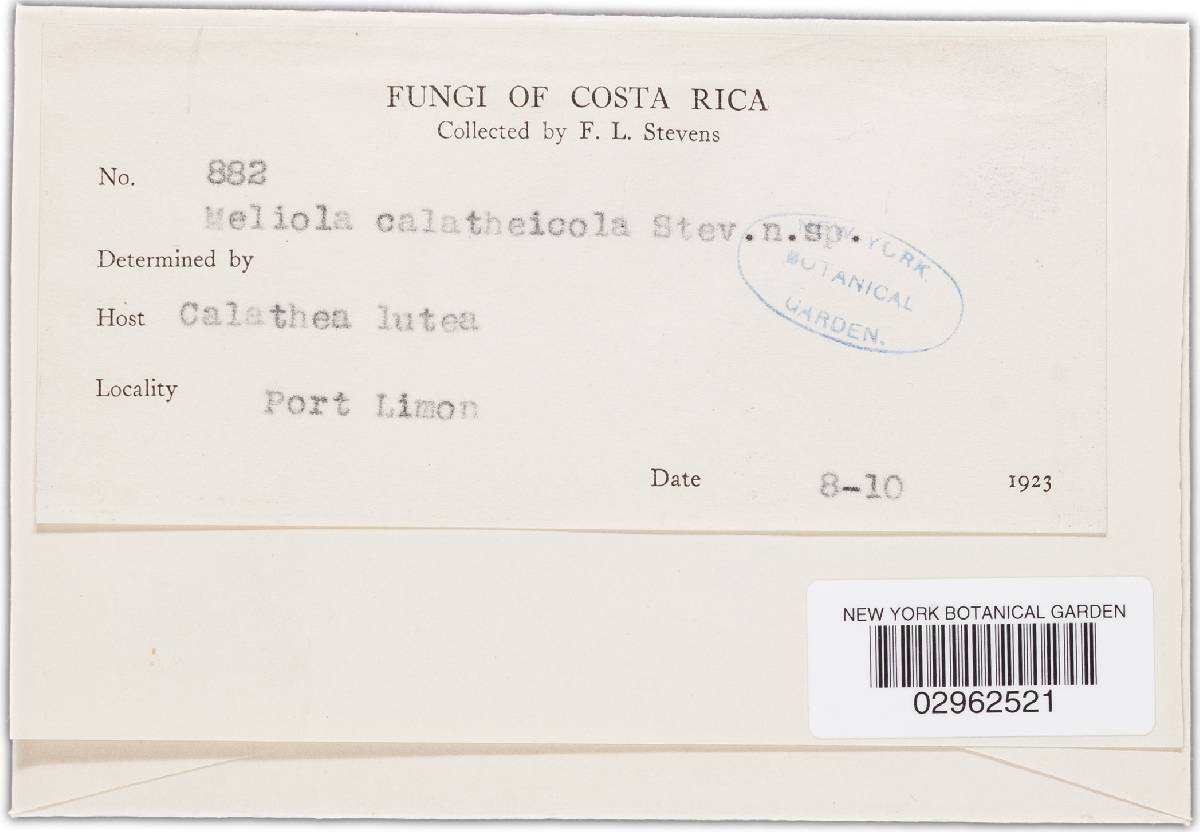 FUNGI OF COSTA RICA
Collected by F. L. Stevens
No. 882
Meliola calatheicola Stev.n.sp.
Determined by
Host Calathea lutea
Locality Port Limon
Date 8-10 1923
NEW YORK
BOTANICAL
GARDEN.
NEW YORK BOTANICAL GARDEN
02962521